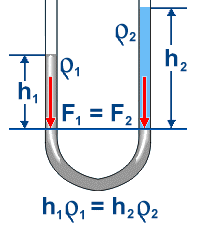 ϱ₁
ϱ₂
h₁
h₂
F₁ = F₂
h₁ϱ₁ = h₂ϱ₂